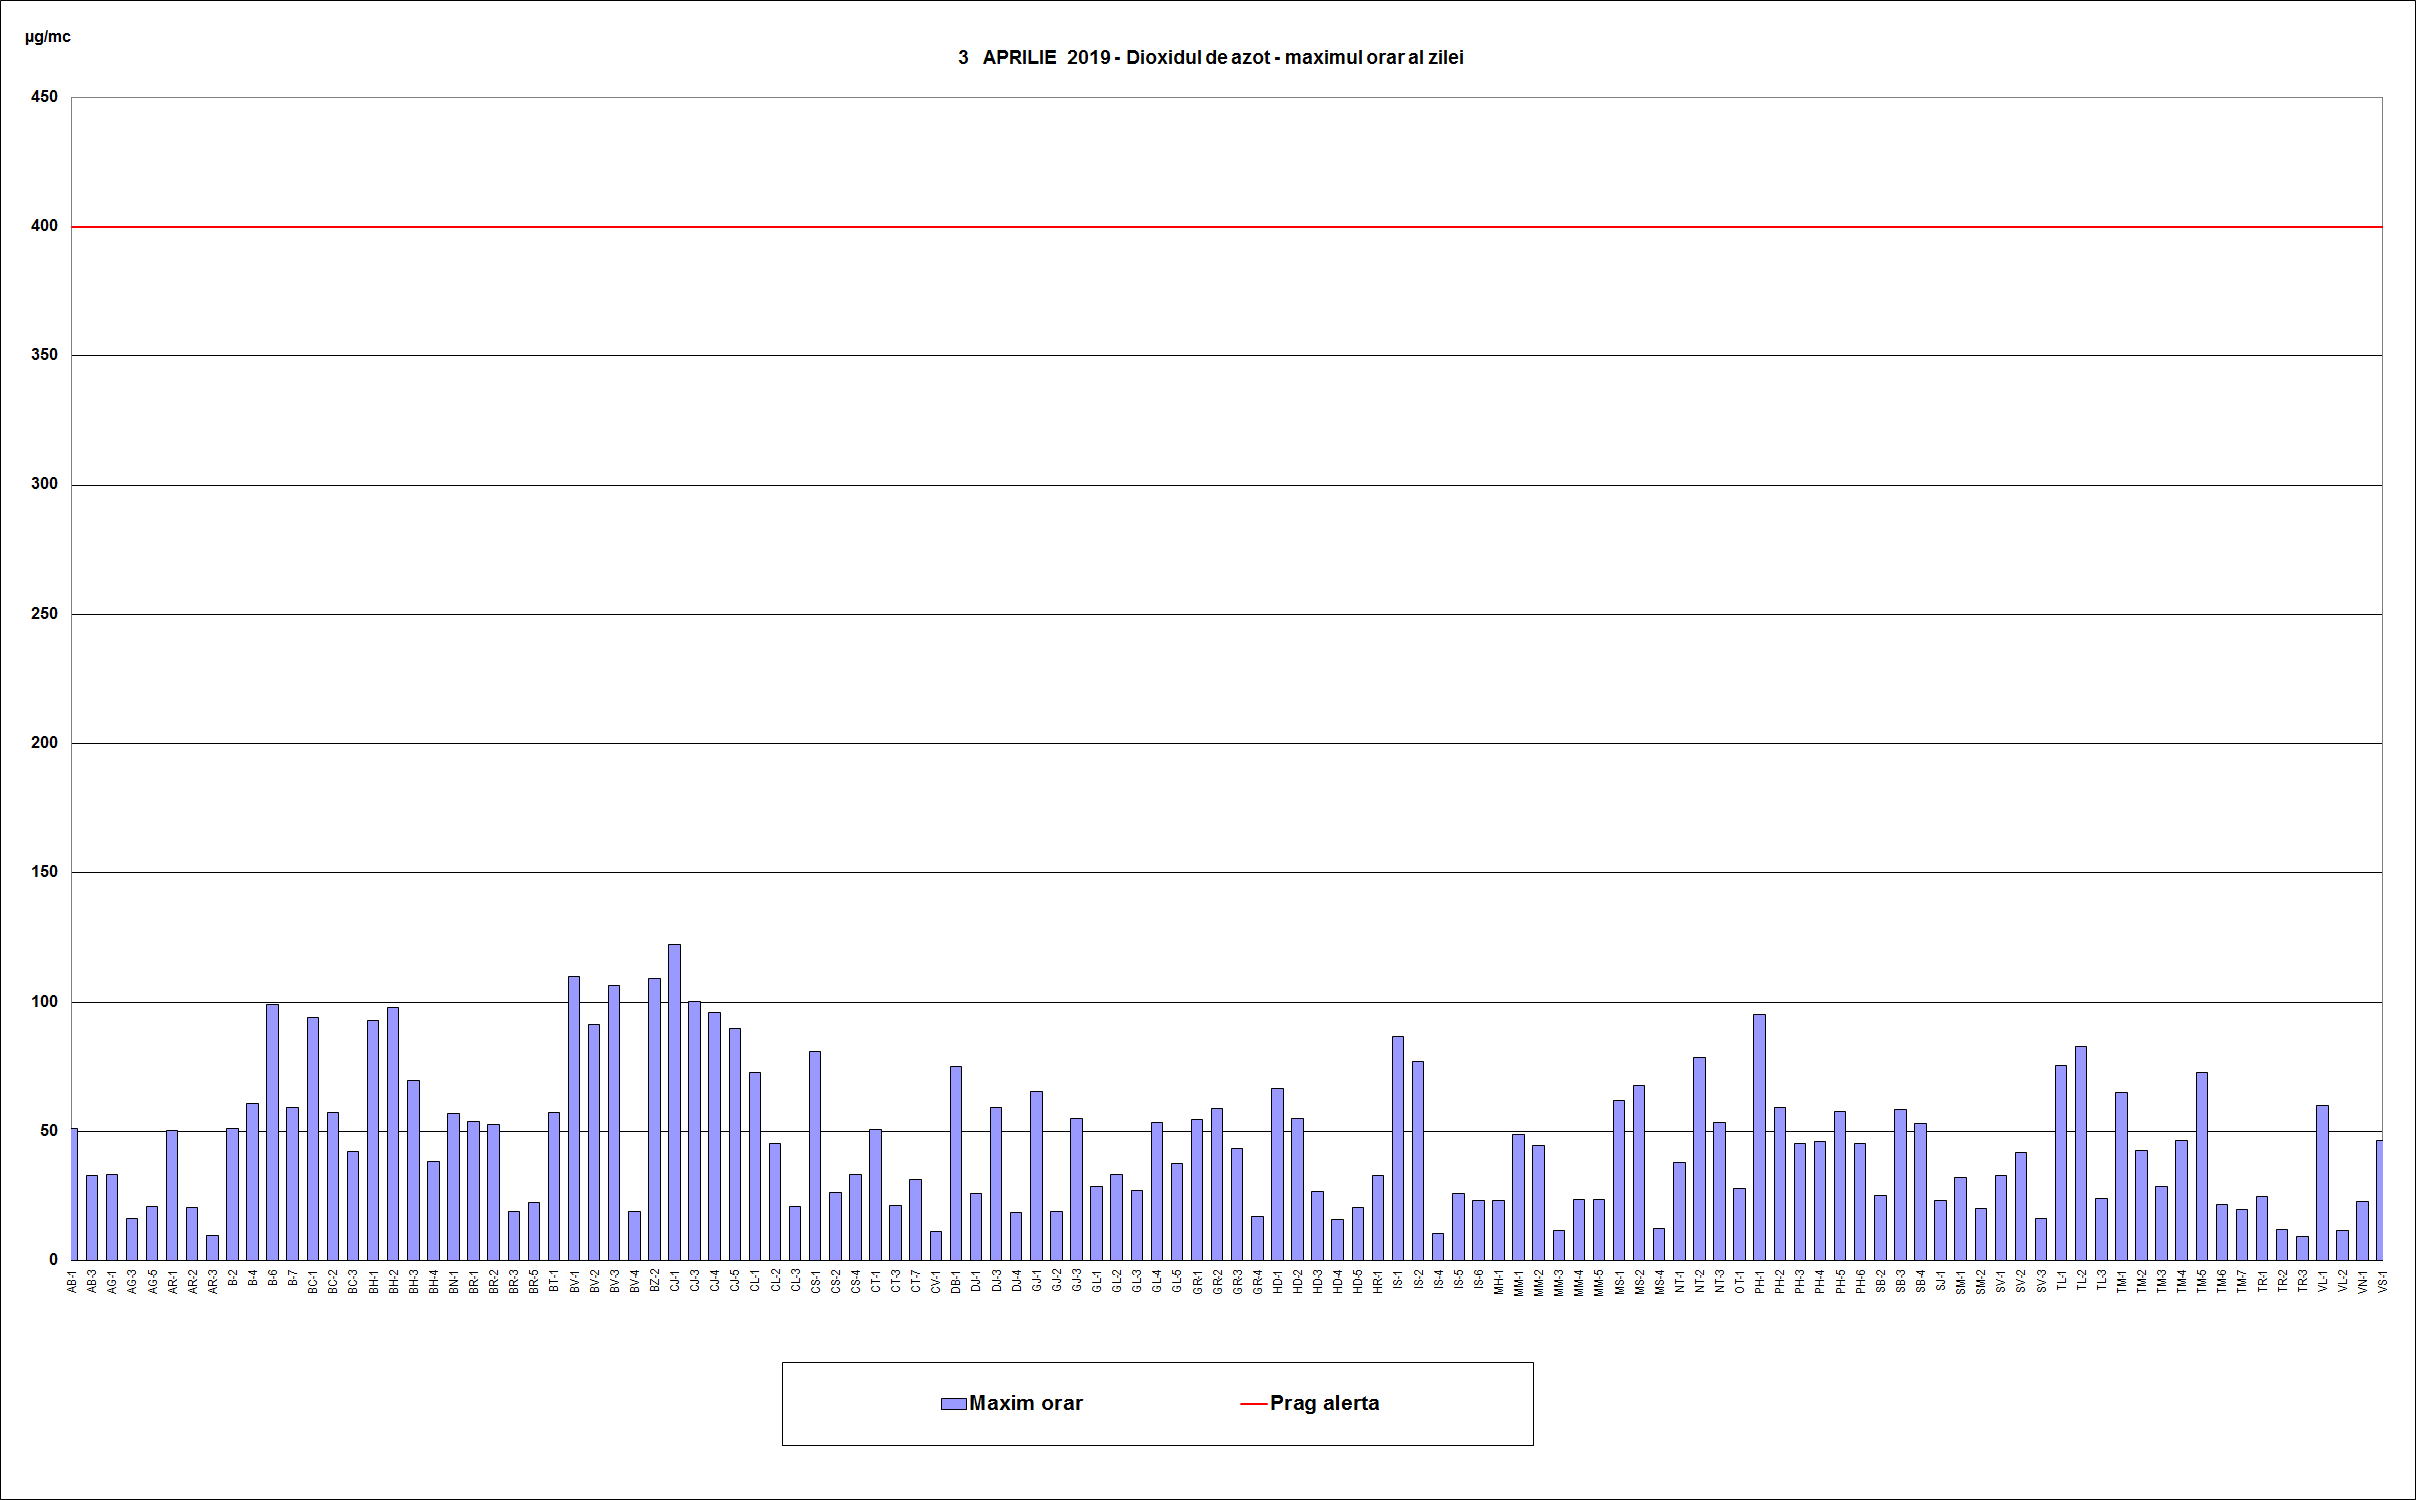 µg/mc
3 APRILIE 2019 - Dioxidul de azot - maximul orar al zilei
450
400
350
300
250
200
150
100
50
0
AB-1 AB-3 AG-1 AG-3 AG-5 AR-1 AR-2 AR-3 B-2 B-4 B-6 B-7 BC-1 BC-2 BC-3 BH-1 BH-2 BH-3 BH-4 BN-1 BR-1 BR-2 BR-3 BR-5 BT-1 BV-1 BV-2 BV-3 BV-4 BZ-2 CJ-1 CJ-3 CJ-4 CJ-5 CL-1 CL-2 CL-3 CS-1 CS-2 CS-4 CT-1 CT-3 CT-7 CV-1 DB-1 DJ-1 DJ-3 DJ-4 GJ-1 GJ-2 GJ-3 GL-1 GL-2 GL-3 GL-4 GL-5 GR-1 GR-2 GR-3 GR-4 HD-1 HD-2 HD-3 HD-4 HD-5 HR-1 IS-1 IS-2 IS-4 IS-5 IS-6 MH-1 MM-1 MM-2 MM-3 MM-4 MM-5 MS-1 MS-2 MS-4 NT-1 NT-2 NT-3 OT-1 PH-1 PH-2 PH-3 PH-4 PH-5 PH-6 SB-2 SB-3 SB-4 SJ-1 SM-1 SM-2 SV-1 SV-2 SV-3 TL-1 TL-2 TL-3 TM-1 TM-2 TM-3 TM-4 TM-5 TM-6 TM-7 TR-1 TR-2 TR-3 VL-1 VL-2 VN-1 VS-1
Maxim orar Prag alerta